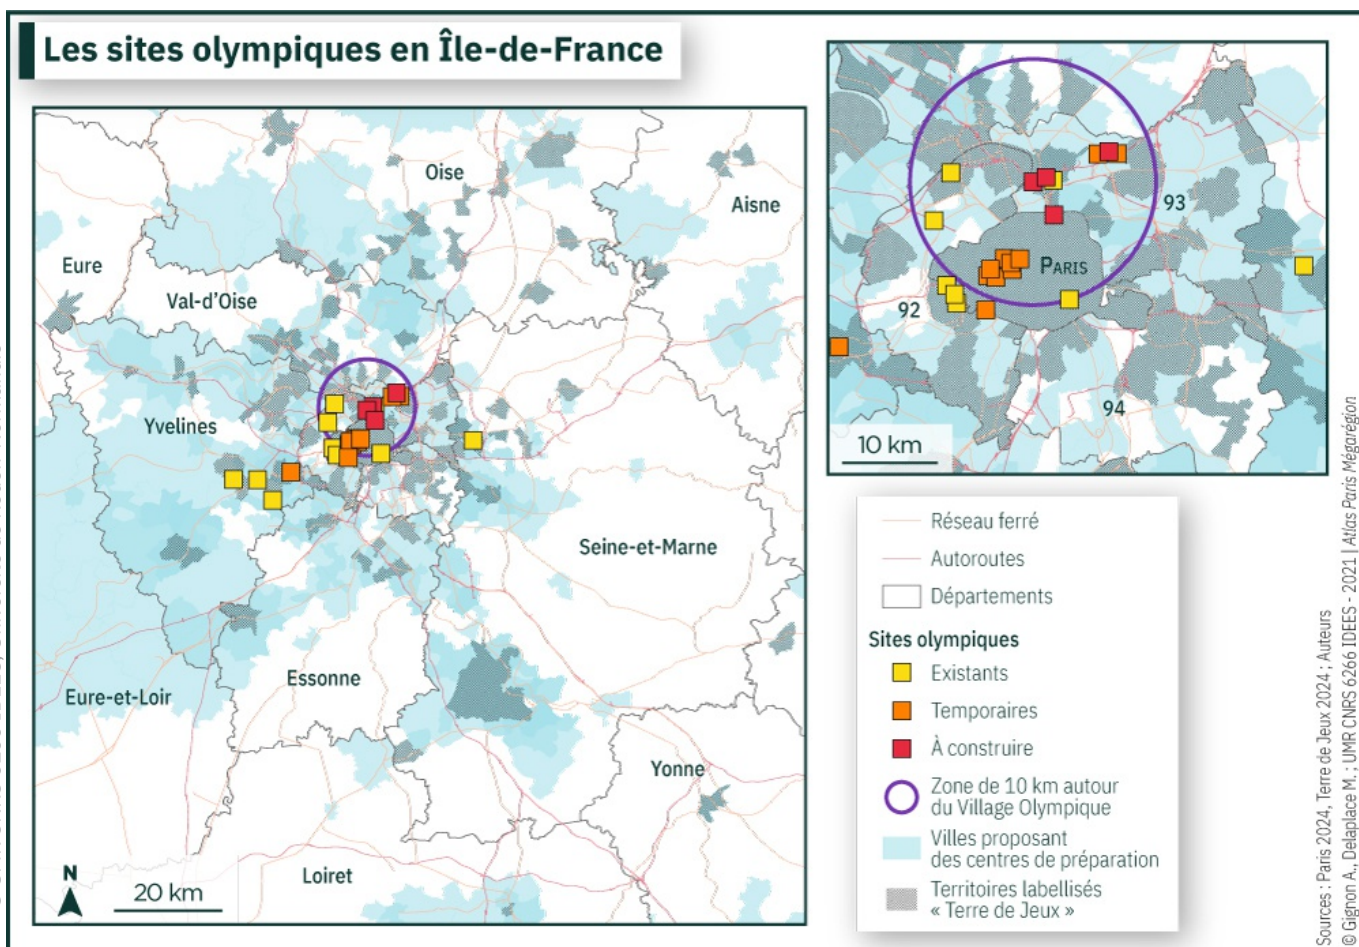 Les sites olympiques en Île-de-France
Oise
Aisne
Eure
Val-d'Oise
Yvelines
Seine-et-Marne
Essonne
Eure-et-Loir
Yonne
Loiret
N
20 km
93
PARIS
92
94
10 km
Réseau ferré
Autoroutes
Départements
Sites olympiques
Existants
Temporaires
À construire
Zone de 10 km autour
du Village Olympique
Villes proposant
des centres de préparation
Territoires labellisés
« Terre de Jeux »
Sources : Paris 2024, Terre de Jeux 2024 ; Auteurs
© Gignon A., Delaplace M. ; UMR CNRS 6266 IDEES - 2021 | Atlas Paris Mégarégion